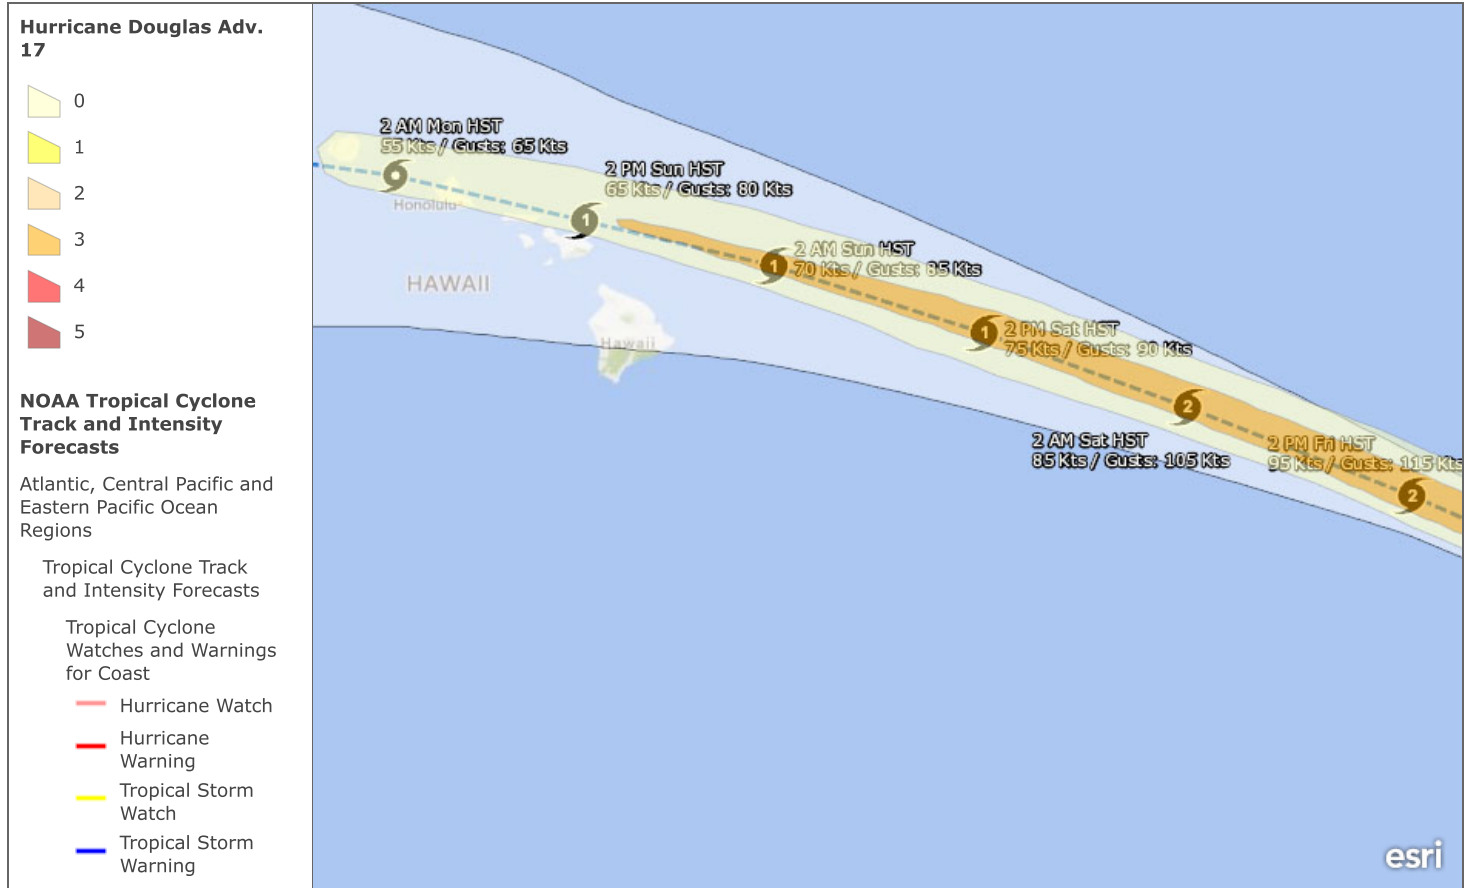 Hurricane Douglas Adv.
17
0
1
2
3
4
5
NOAA Tropical Cyclone
Track and Intensity
Forecasts
Atlantic, Central Pacific and
Eastern Pacific Ocean
Regions
Tropical Cyclone Track
and Intensity Forecasts
Tropical Cyclone
Watches and Warnings
for Coast
Hurricane Watch
Hurricane
Warning
Tropical Storm
Watch
Tropical Storm
Warning
2 AM Mon HST
55 Kts / Gusts: 65 Kts
Honolulu
2 PM Sun HST
65 Kts / Gusts: 80 Kts
1
2 AM Sun HST
70 Kts / Gusts: 85 Kts
1
HAWAII
Hawaii
2 PM Sat HST
75 Kts / Gusts: 90 Kts
1
2
2 AM Sat HST
85 Kts / Gusts: 105 Kts
2 PM Fri HST
95 Kts / Gusts: 115 Kts
2
esri